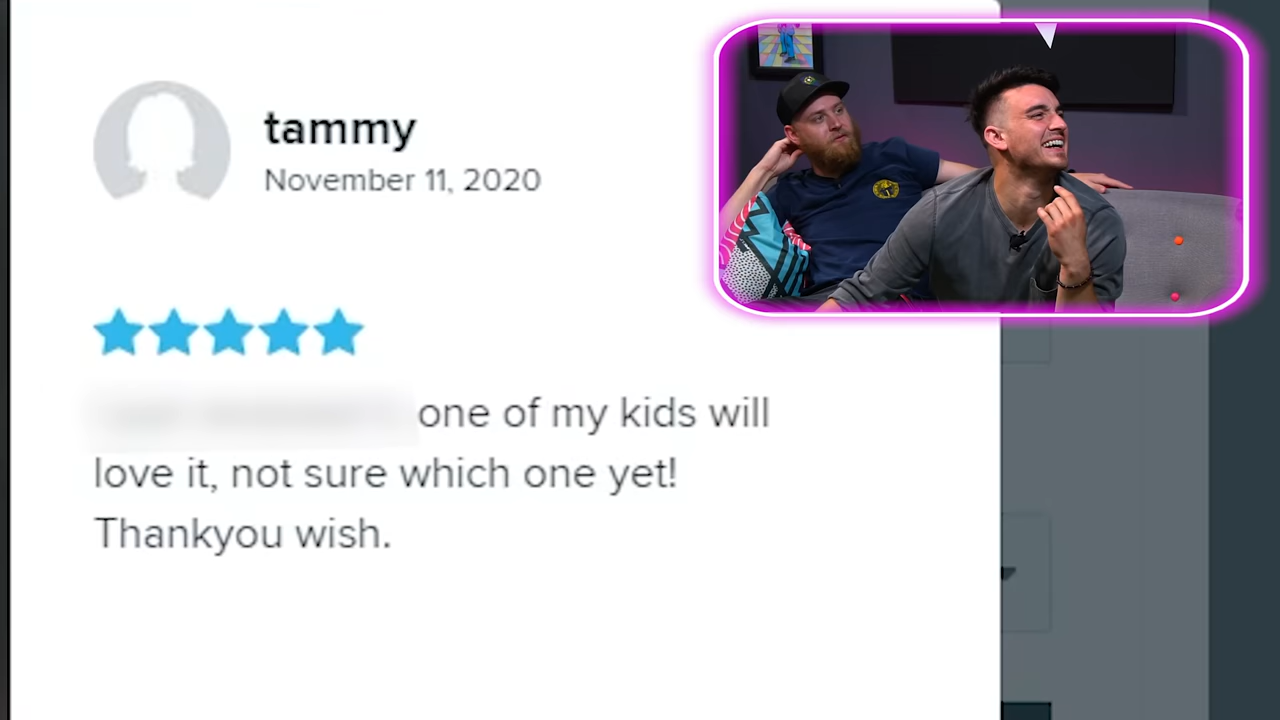 tammy
November 11, 2020
one of my kids will
love it, not sure which one yet!
Thankyou wish.